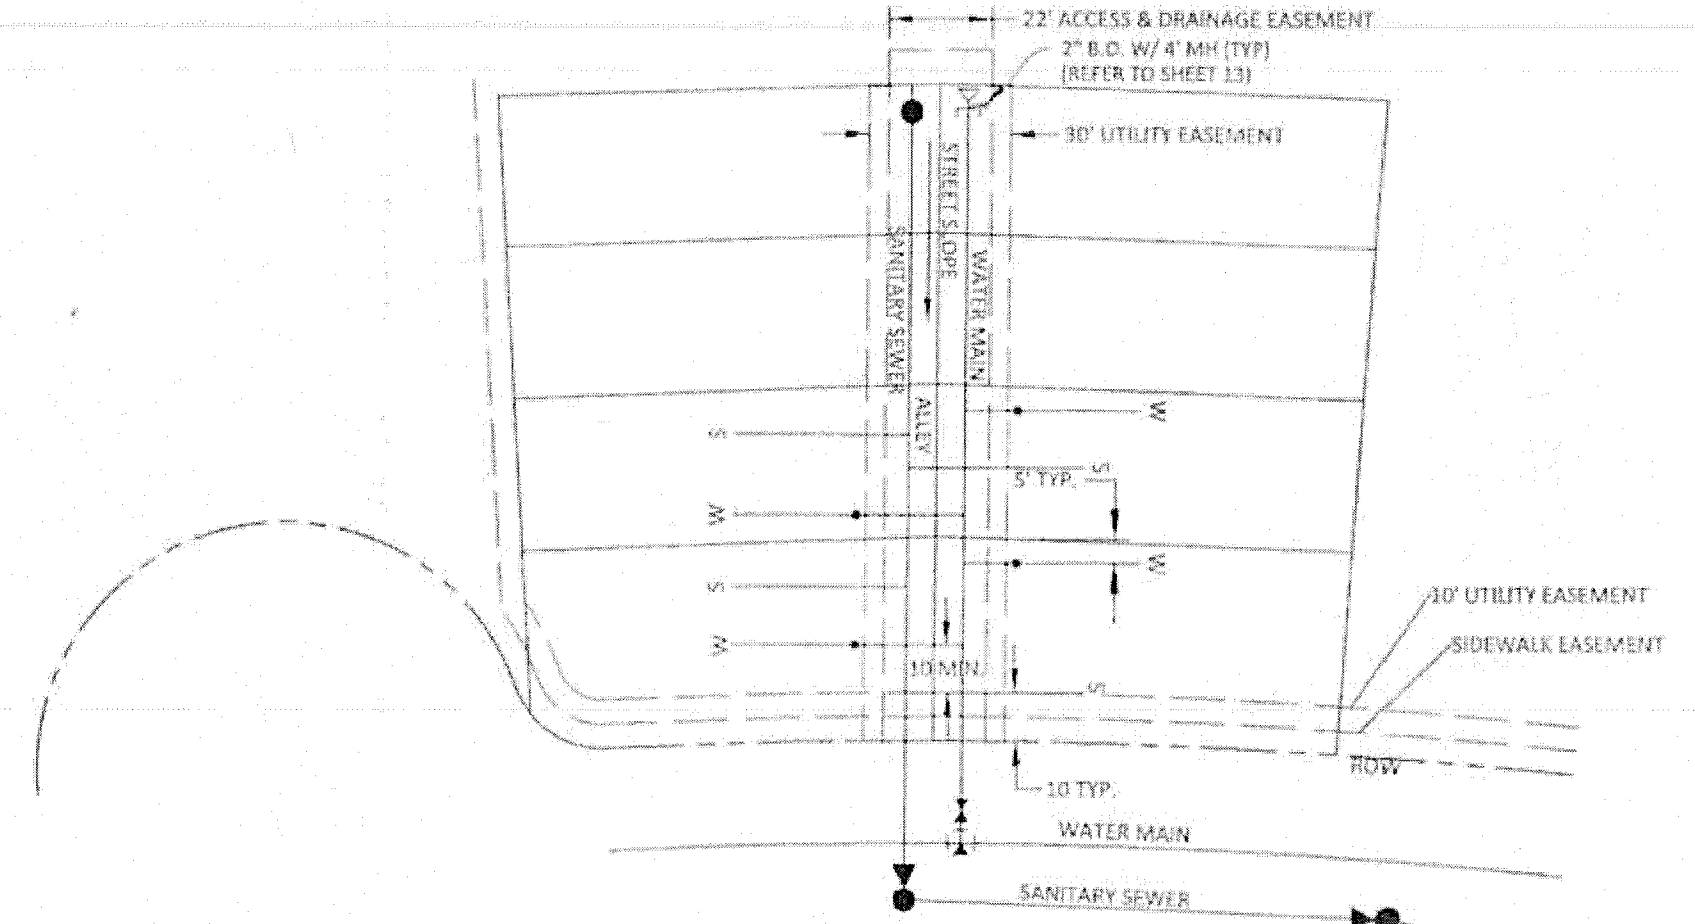 22' ACCESS & DRAINAGE EASEMENT
2" B.O. W/ 4' MH (TYP)
(REFER TO SHEET 13)
30' UTILITY EASEMENT
STREET SLOPE
SANITARY SEWER
WATER MAIN
ALLEY
W
S
S
5' TYP.
W
W
S
10' UTILITY EASEMENT
W
SIDEWALK EASEMENT
10 MIN.
S
ROW
10 TYP.
WATER MAIN
SANITARY SEWER